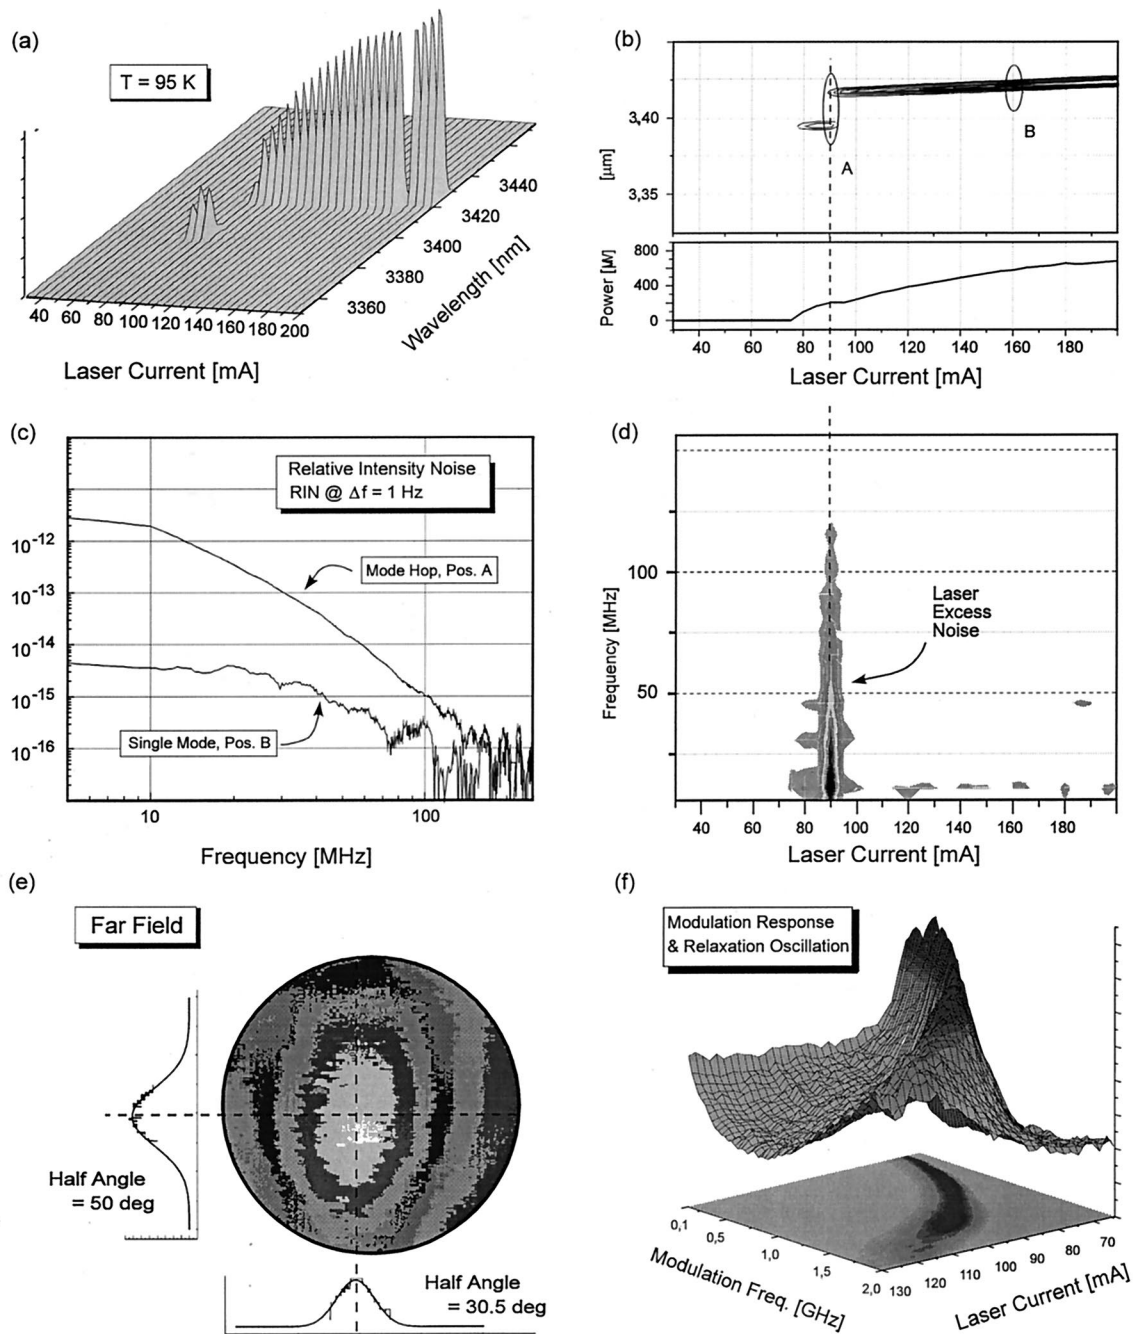 (a)
T = 95 K
3440
3420
3400
3380
3360
Wavelength [nm]
40 60 80 100 120 140 160 180 200
Laser Current [mA]
(b)
[µm]
3,40
3,35
A
B
Power [µW]
800
400
0
40 60 80 100 120 140 160 180
Laser Current [mA]
(c)
Relative Intensity Noise
RIN @ Δf = 1 Hz
10-12
10-13
10-14
10-15
10-16
Mode Hop, Pos. A
Single Mode, Pos. B
10 100
Frequency [MHz]
(d)
Frequency [MHz]
100
50
Laser
Excess
Noise
40 60 80 100 120 140 160 180
Laser Current [mA]
(e)
Far Field
Half Angle
= 50 deg
Half Angle
= 30.5 deg
(f)
Modulation Response
& Relaxation Oscillation
0,1
0,5
1,0
1,5
2,0
Modulation Freq. [GHz]
130 120 110 100 90 80 70
Laser Current [mA]